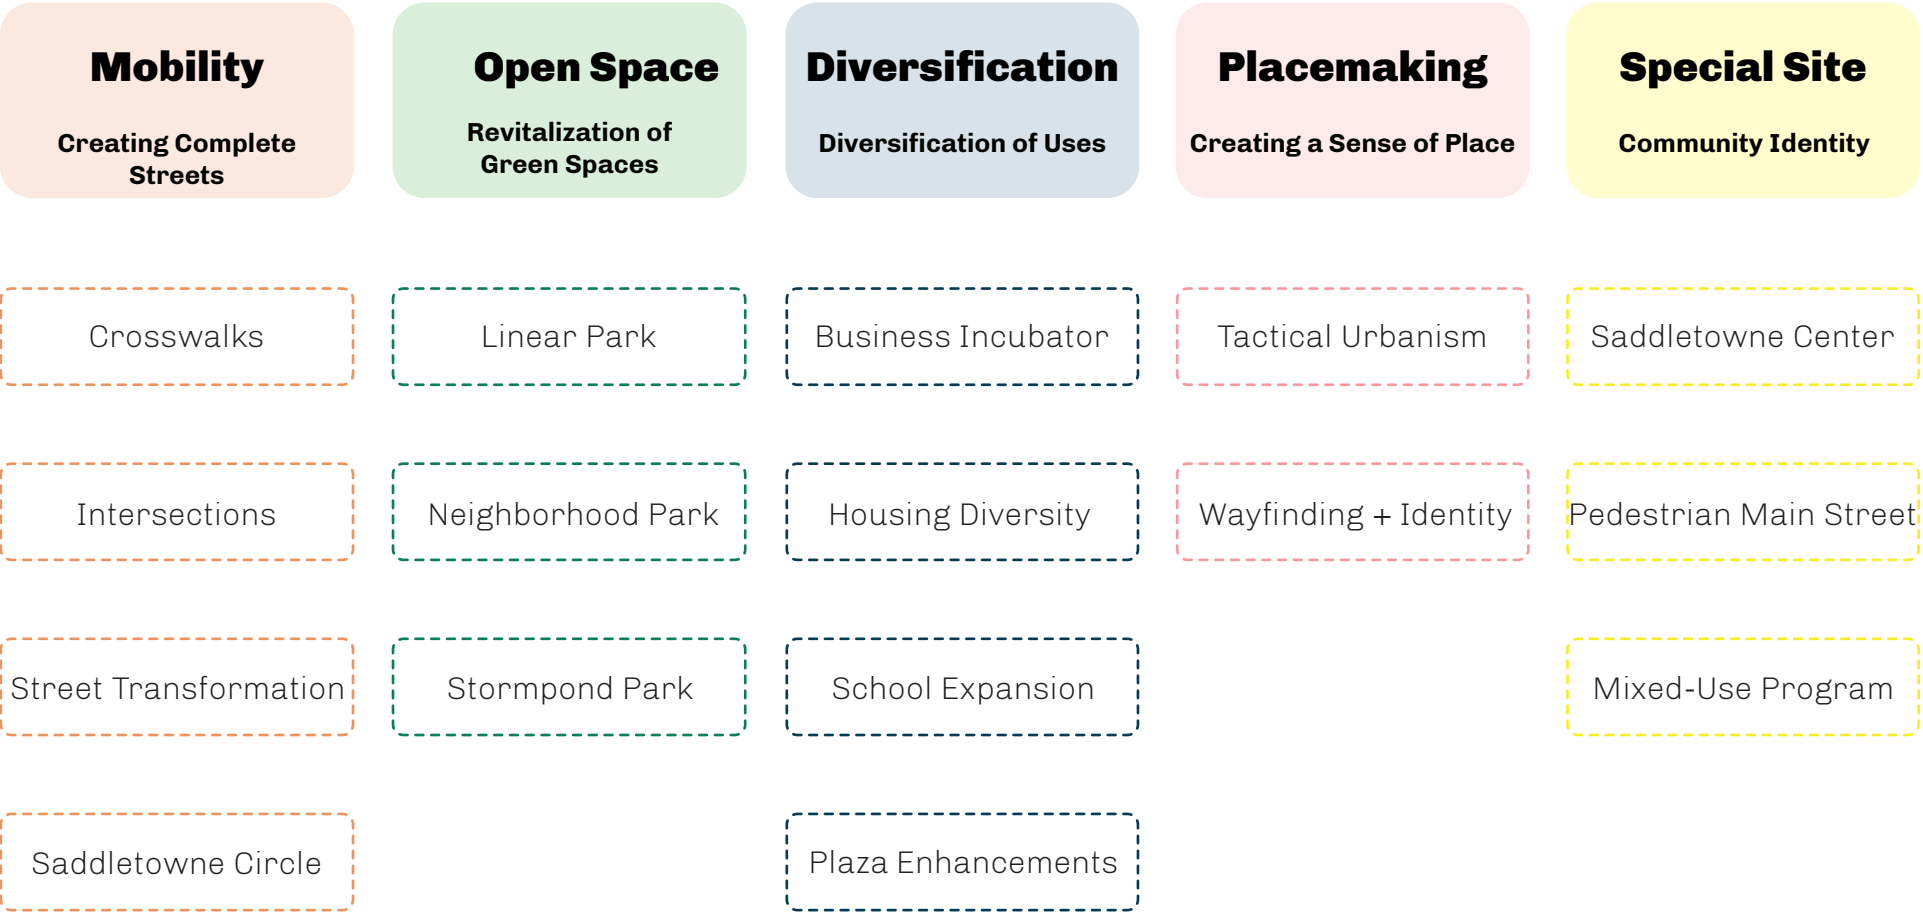 Mobility
Creating Complete
Streets
Open Space
Revitalization of
Green Spaces
Diversification
Diversification of Uses
Placemaking
Creating a Sense of Place
Special Site
Community Identity
Crosswalks
Linear Park
Business Incubator
Tactical Urbanism
Saddletowne Center
Intersections
Neighborhood Park
Housing Diversity
Wayfinding + Identity
Pedestrian Main Street
Street Transformation
Stormpond Park
School Expansion
Mixed-Use Program
Saddletowne Circle
Plaza Enhancements